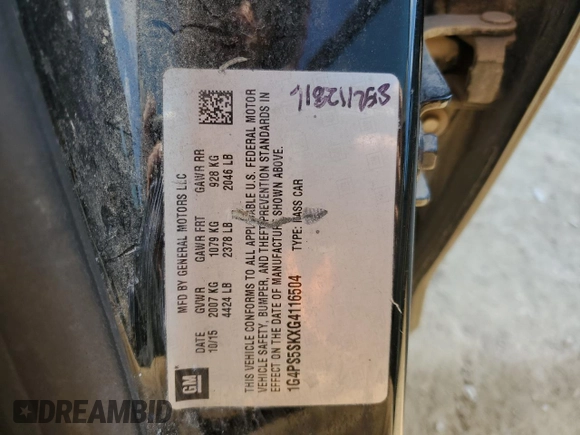 MFD BY GENERAL MOTORS LLC
DATE GVWR GAWR FRT GAWR RR
10/15 2007 KG 1079 KG 928 KG
4424 LB 2378 LB 2046 LB
THIS VEHICLE CONFORMS TO ALL APPLICABLE U.S. FEDERAL MOTOR
VEHICLE SAFETY, BUMPER, AND THEFT PREVENTION STANDARDS IN
EFFECT ON THE DATE OF MANUFACTURE SHOWN ABOVE.
1G4PS5SKXG4116504 TYPE: PASS CAR
GM
DREAMBID